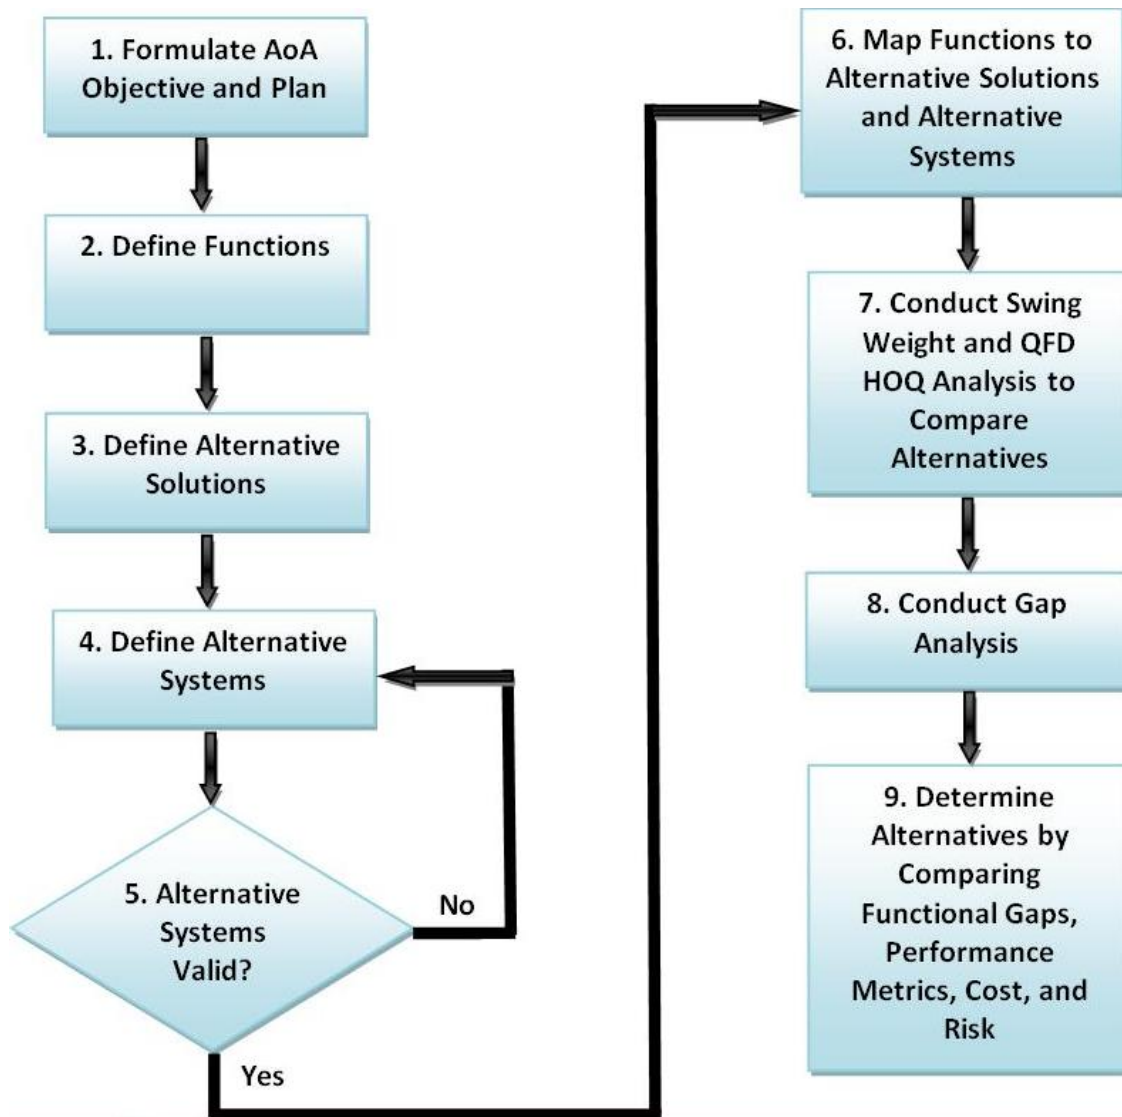 1. Formulate AoA
Objective and Plan
2. Define Functions
3. Define Alternative
Solutions
4. Define Alternative
Systems
5. Alternative
Systems
Valid?
No
Yes
6. Map Functions to
Alternative Solutions
and Alternative
Systems
7. Conduct Swing
Weight and QFD
HOQ Analysis to
Compare
Alternatives
8. Conduct Gap
Analysis
9. Determine
Alternatives by
Comparing
Functional Gaps,
Performance
Metrics, Cost, and
Risk